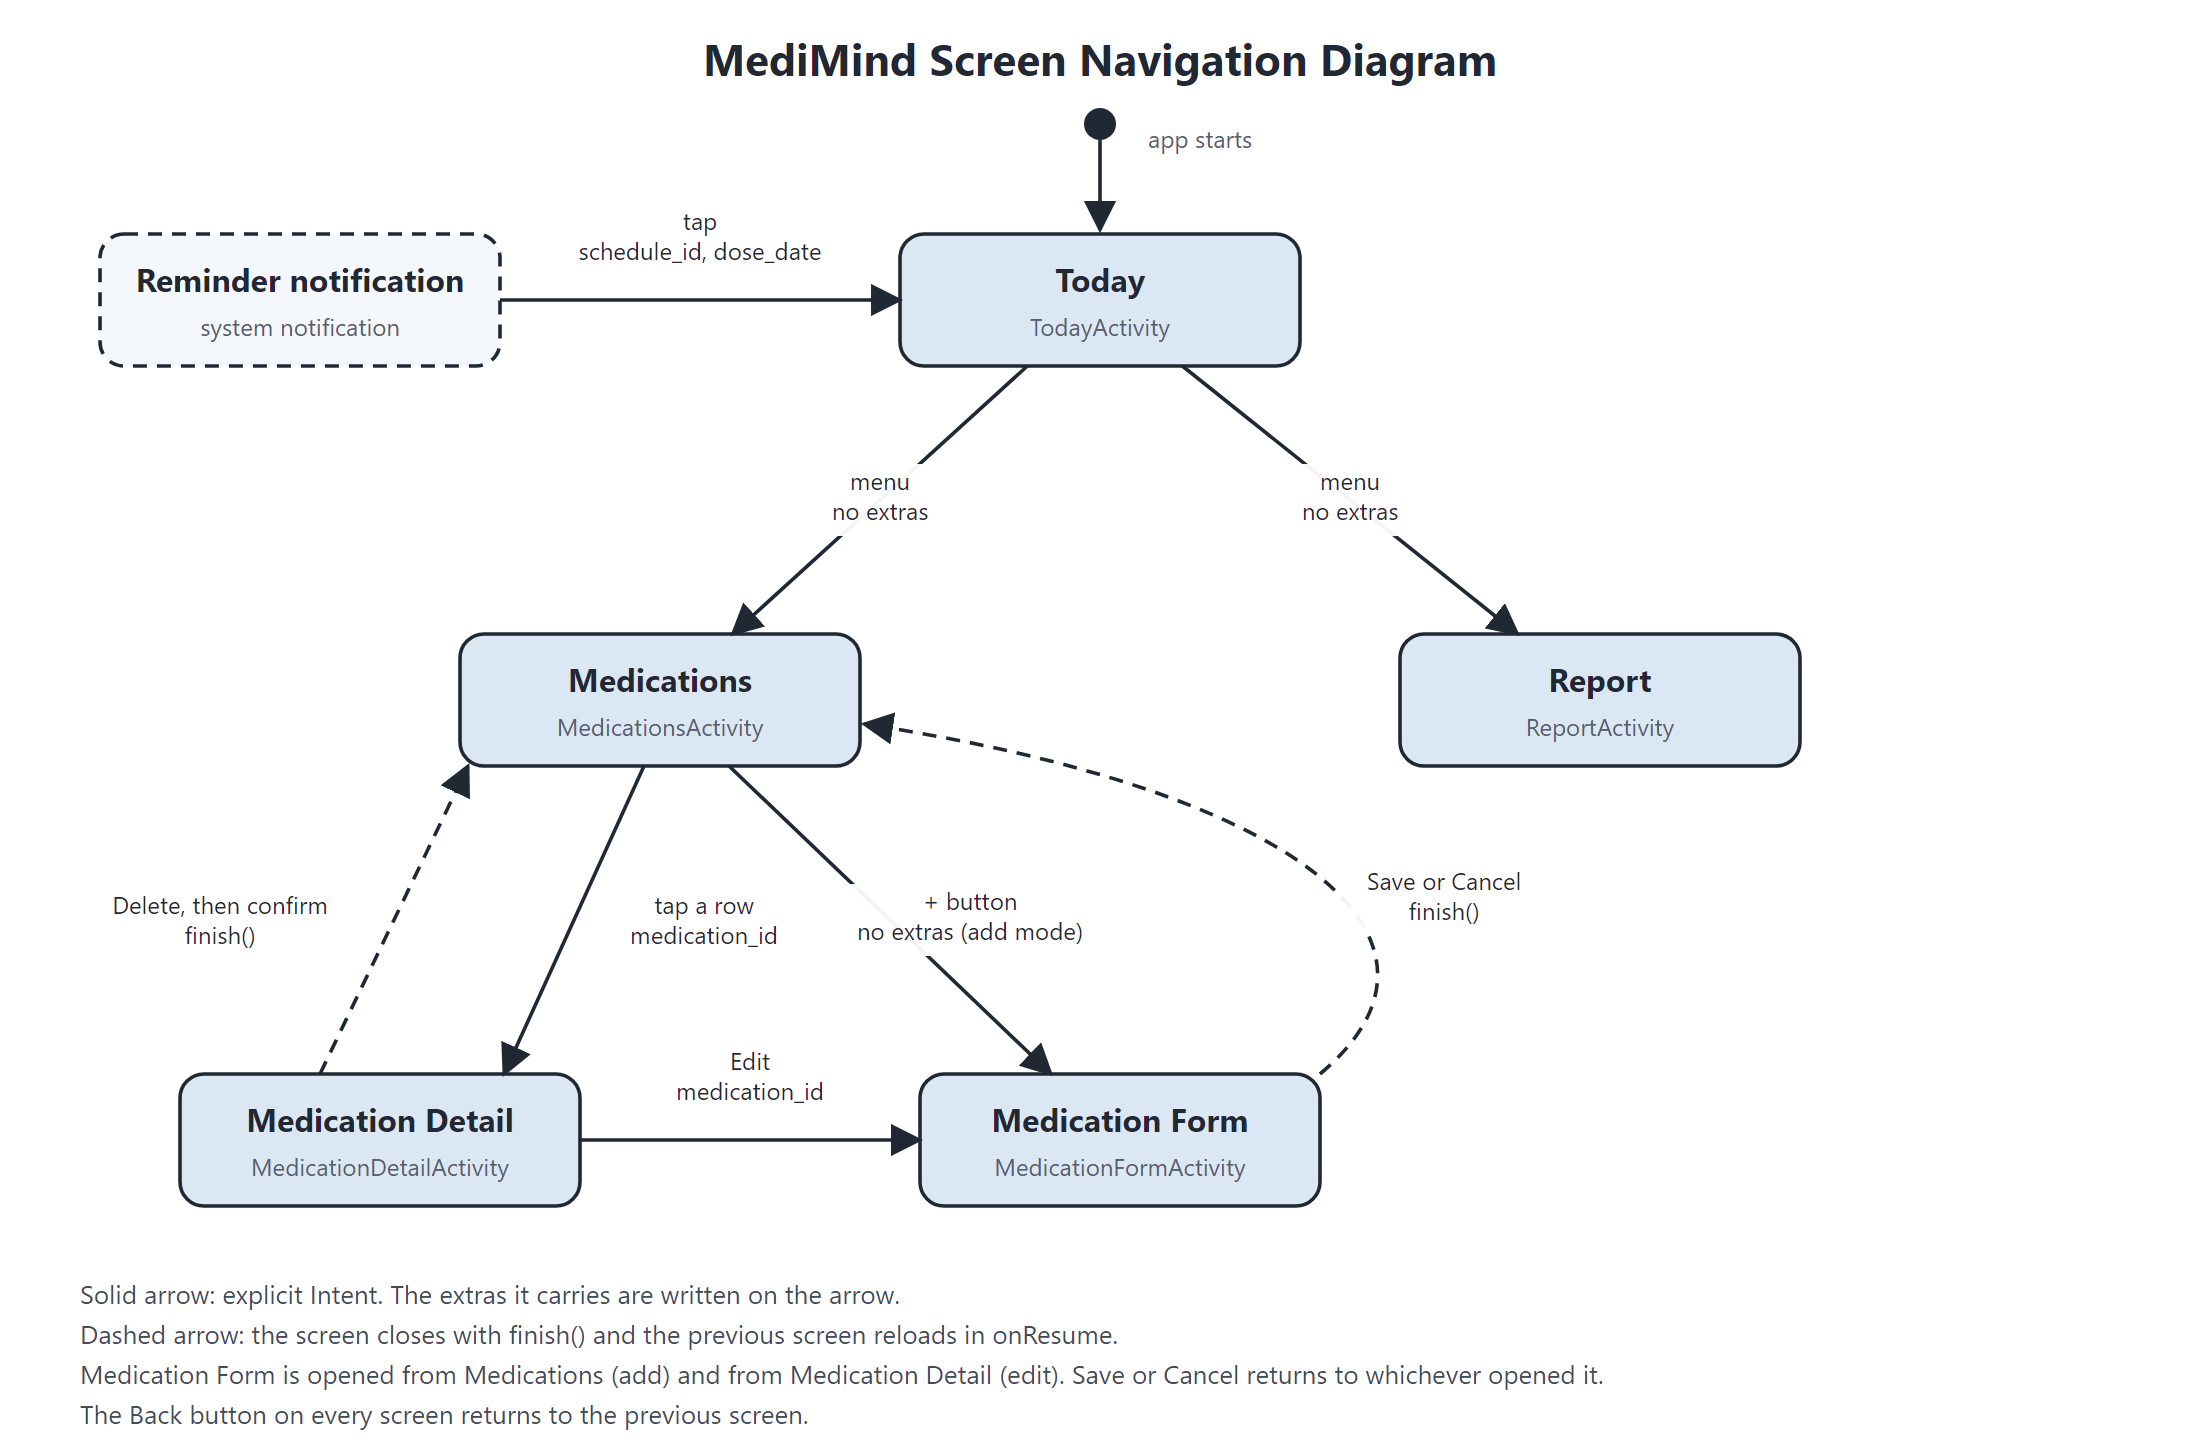 MediMind Screen Navigation Diagram
app starts
tap
schedule_id, dose_date
Reminder notification
system notification
Today
TodayActivity
menu
no extras
menu
no extras
Medications
MedicationsActivity
Report
ReportActivity
Delete, then confirm
finish()
tap a row
medication_id
+ button
no extras (add mode)
Save or Cancel
finish()
Edit
medication_id
Medication Detail
MedicationDetailActivity
Medication Form
MedicationFormActivity
Solid arrow: explicit Intent. The extras it carries are written on the arrow.
Dashed arrow: the screen closes with finish() and the previous screen reloads in onResume.
Medication Form is opened from Medications (add) and from Medication Detail (edit). Save or Cancel returns to whichever opened it.
The Back button on every screen returns to the previous screen.